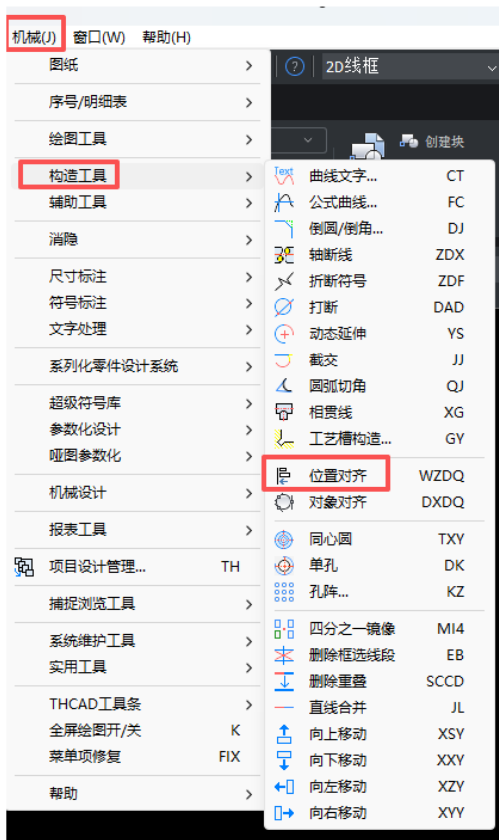 机械(J) 窗口(W) 帮助(H)
图纸
2D线框
序号/明细表
绘图工具
创建块
构造工具
辅助工具
消隐
尺寸标注
符号标注
文字处理
系列化零件设计系统
超级符号库
参数化设计
哑图参数化
机械设计
报表工具
项目设计管理... TH
捕捉浏览工具
系统维护工具
实用工具
THCAD工具条
全屏绘图开/关 K
菜单项修复 FIX
帮助
Text 曲线文字... CT
公式曲线... FC
倒圆/倒角... DJ
轴断线 ZDX
折断符号 ZDF
打断 DAD
动态延伸 YS
截交 JJ
圆弧切角 QJ
相贯线 XG
工艺槽构造... GY
位置对齐 WZDQ
对象对齐 DXDQ
同心圆 TXY
单孔 DK
孔阵... KZ
四分之一镜像 MI4
删除框选线段 EB
删除重叠 SCCD
直线合并 JL
向上移动 XSY
向下移动 XXY
向左移动 XZY
向右移动 XYY